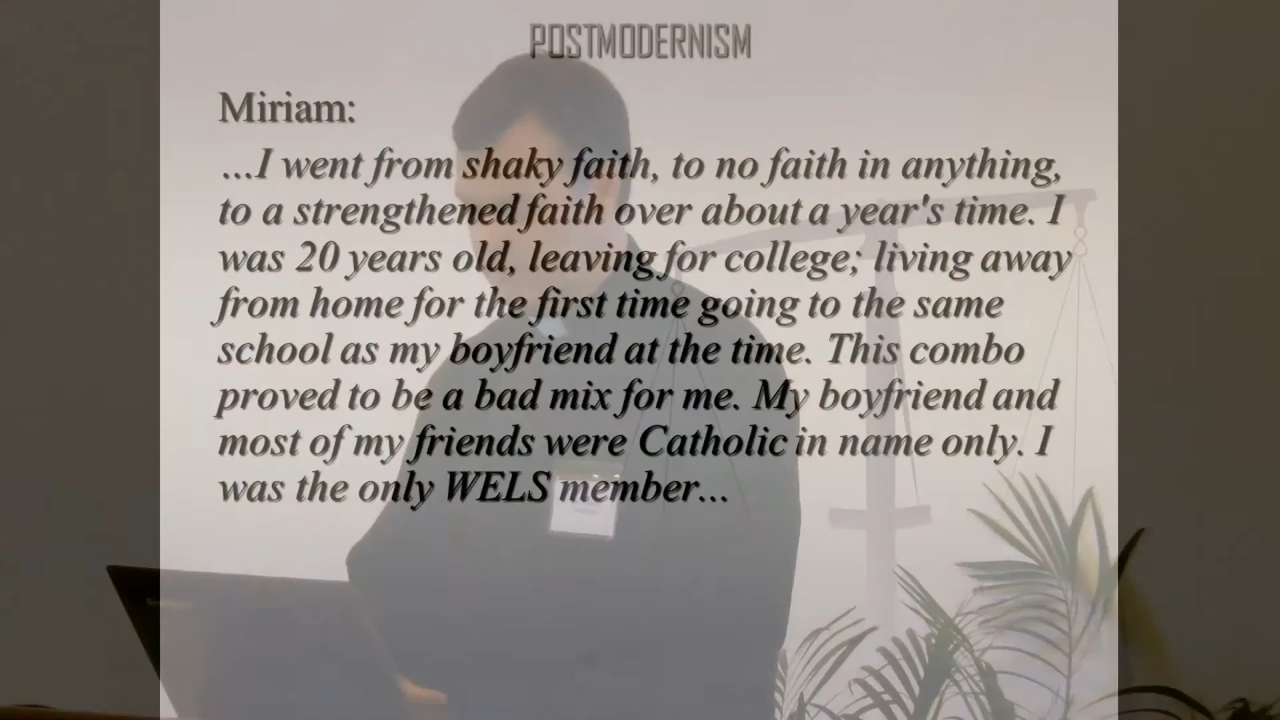 POSTMODERNISM
Miriam:
...I went from shaky faith, to no faith in anything,
to a strengthened faith over about a year's time. I
was 20 years old, leaving for college; living away
from home for the first time going to the same
school as my boyfriend at the time. This combo
proved to be a bad mix for me. My boyfriend and
most of my friends were Catholic in name only. I
was the only WELS member...